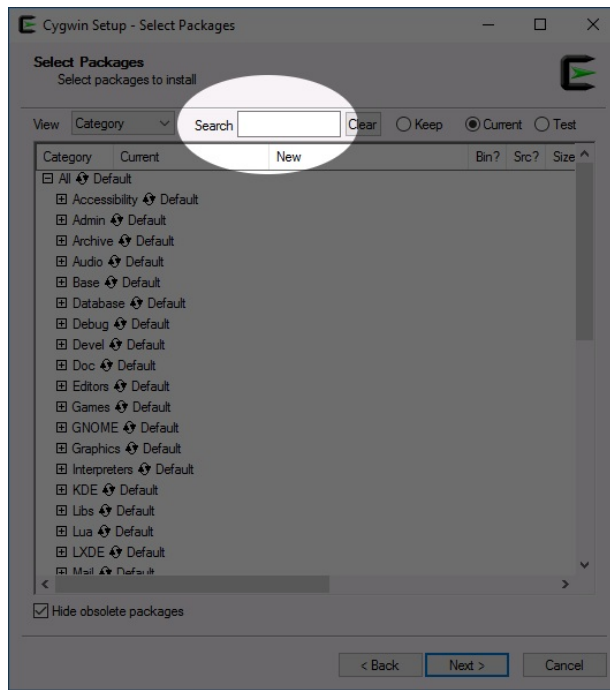 Cygwin Setup - Select Packages
Select Packages
Select packages to install
View Category Search Clear Keep Current Test
Category Current New Bin? Src? Size
All Default
Accessibility Default
Admin Default
Archive Default
Audio Default
Base Default
Database Default
Debug Default
Devel Default
Doc Default
Editors Default
Games Default
GNOME Default
Graphics Default
Interpreters Default
KDE Default
Libs Default
Lua Default
LXDE Default
Mail Default
Hide obsolete packages
< Back Next > Cancel